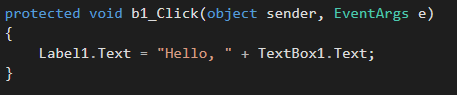 protected void b1_Click(object sender, EventArgs e)
{
    Label1.Text = "Hello, " + TextBox1.Text;
}